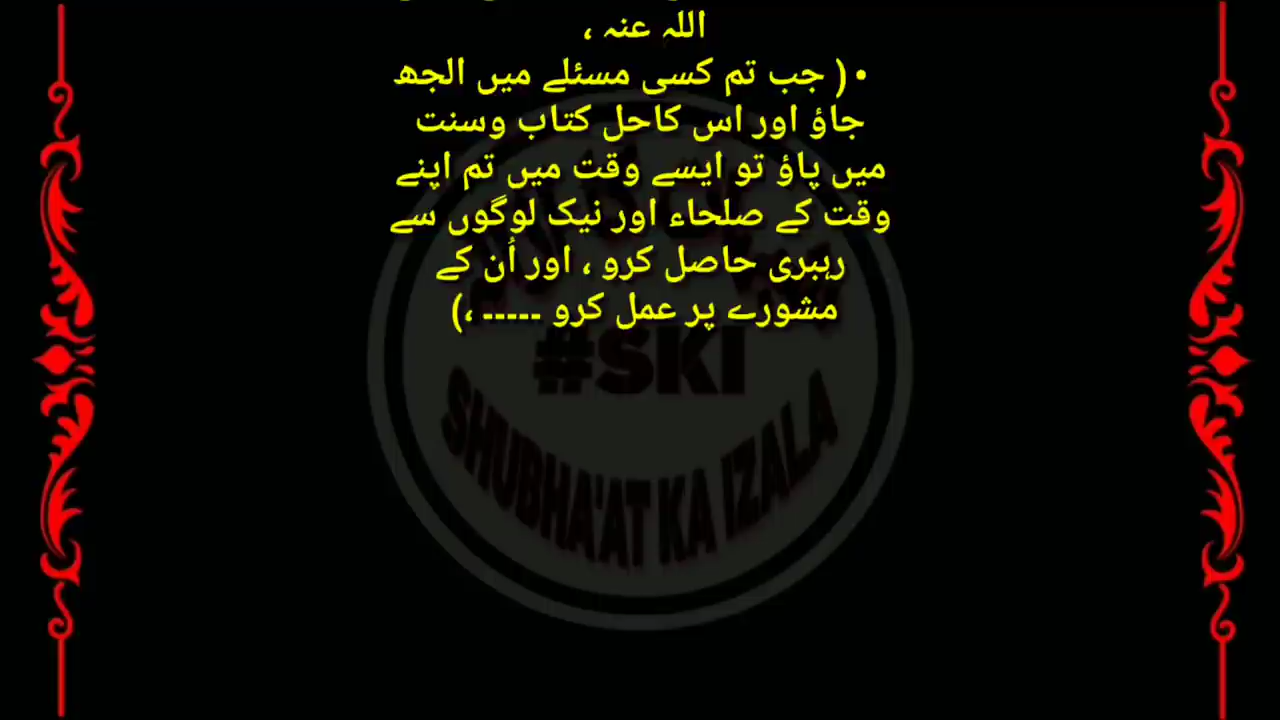 اللہ عنہ ،
• ( جب تم کسی مسئلے میں الجھ
جاؤ اور اس کاحل کتاب وسنت
میں پاؤ تو ایسے وقت میں تم اپنے
وقت کے صلحاء اور نیک لوگوں سے
رہبری حاصل کرو ، اور اُن کے
مشورے پر عمل کرو ۔۔۔۔۔ ،)
#SKI
SHUBHA'AT KA IZALA